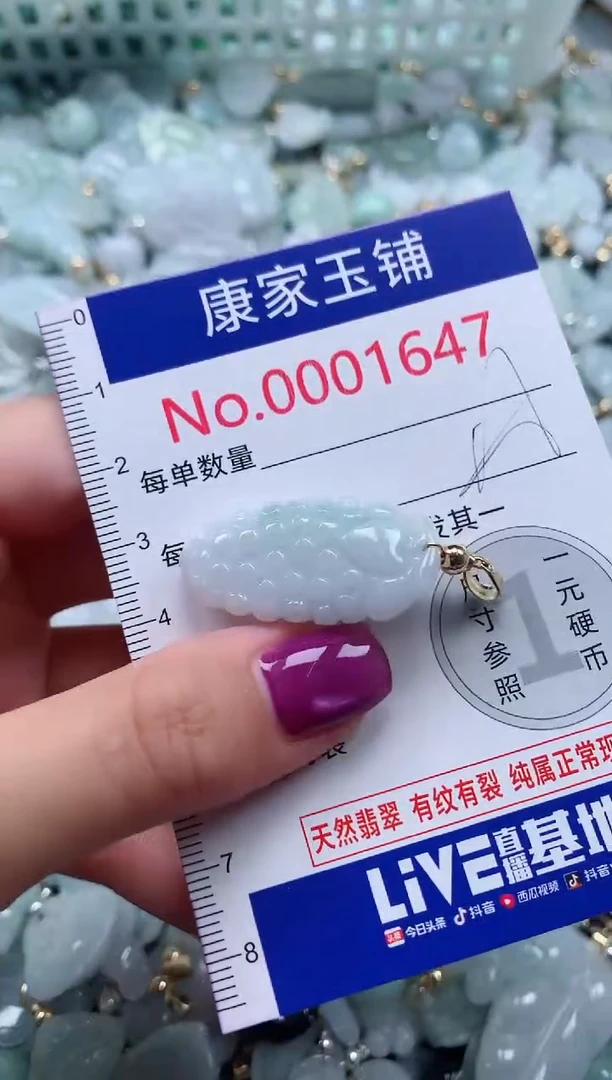 康家玉铺
No.0001647
每单数量
发其一
一元硬币
寸参照
天然翡翠 有纹有裂 纯属正常现
LIVE直播基地
今日头条 抖音 西瓜视频 抖音
0
1
2
3
4
7
8